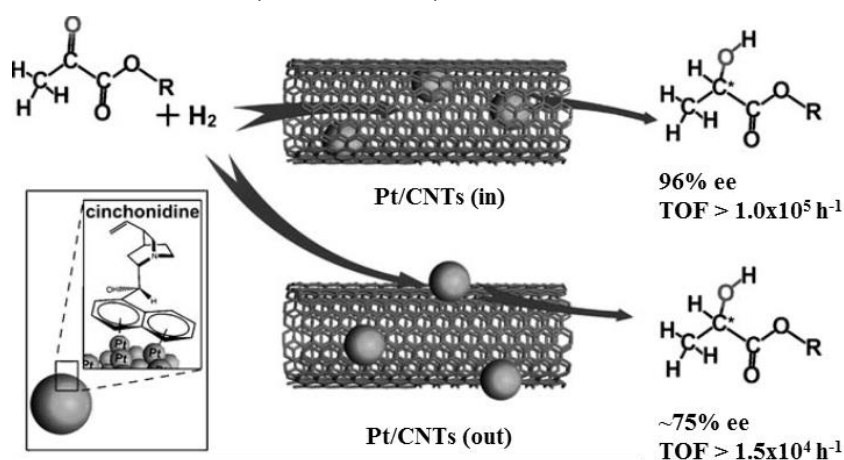 O
H C C O R
H C
H H O
+ H₂
Pt/CNTs (in)
O H
H C*
H C C O R
H H O
96% ee
TOF > 1.0x10⁵ h⁻¹
cinchonidine
N
OH
H
Pt
Pt Pt Pt
Pt/CNTs (out)
O H
H C*
H C C O R
H H O
~75% ee
TOF > 1.5x10⁴ h⁻¹